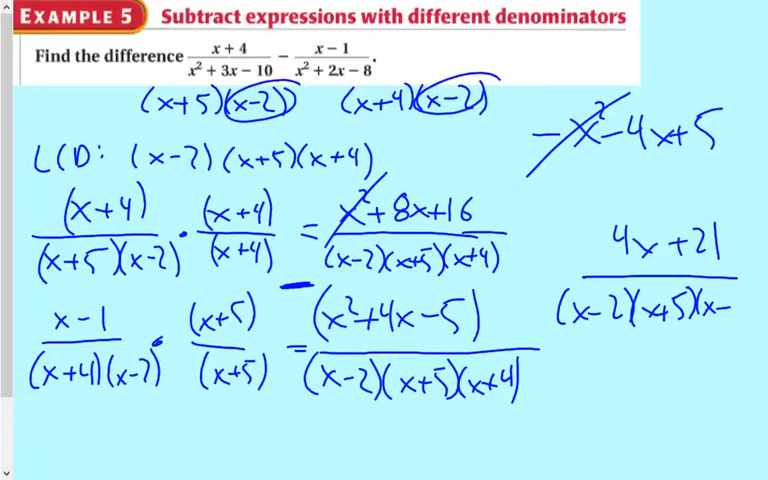 EXAMPLE 5 Subtract expressions with different denominators
Find the difference (x + 4)/(x² + 3x − 10) − (x − 1)/(x² + 2x − 8).
(x+5)(x-2) (x+4)(x-2)
-x²-4x+5
LCD: (x-2)(x+5)(x+4)
(x+4)/(x+5)(x-2) · (x+4)/(x+4) = x²+8x+16/(x-2)(x+5)(x+4)
4x+21/(x-2)(x+5)(x-
-
x-1/(x+4)(x-2) · (x+5)/(x+5) = (x²+4x-5)/(x-2)(x+5)(x+4)